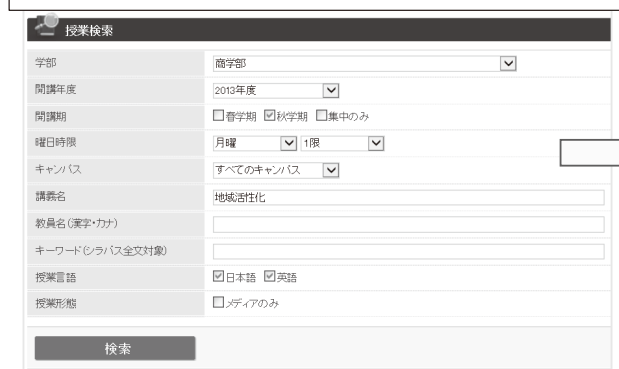 授業検索
学部 商学部
開講年度 2013年度
開講期 春学期 秋学期 集中のみ
曜日時限 月曜 1限
キャンパス すべてのキャンパス
講義名 地域活性化
教員名(漢字・カナ)
キーワード(シラバス全文対象)
授業言語 日本語 英語
授業形態 メディアのみ
検索